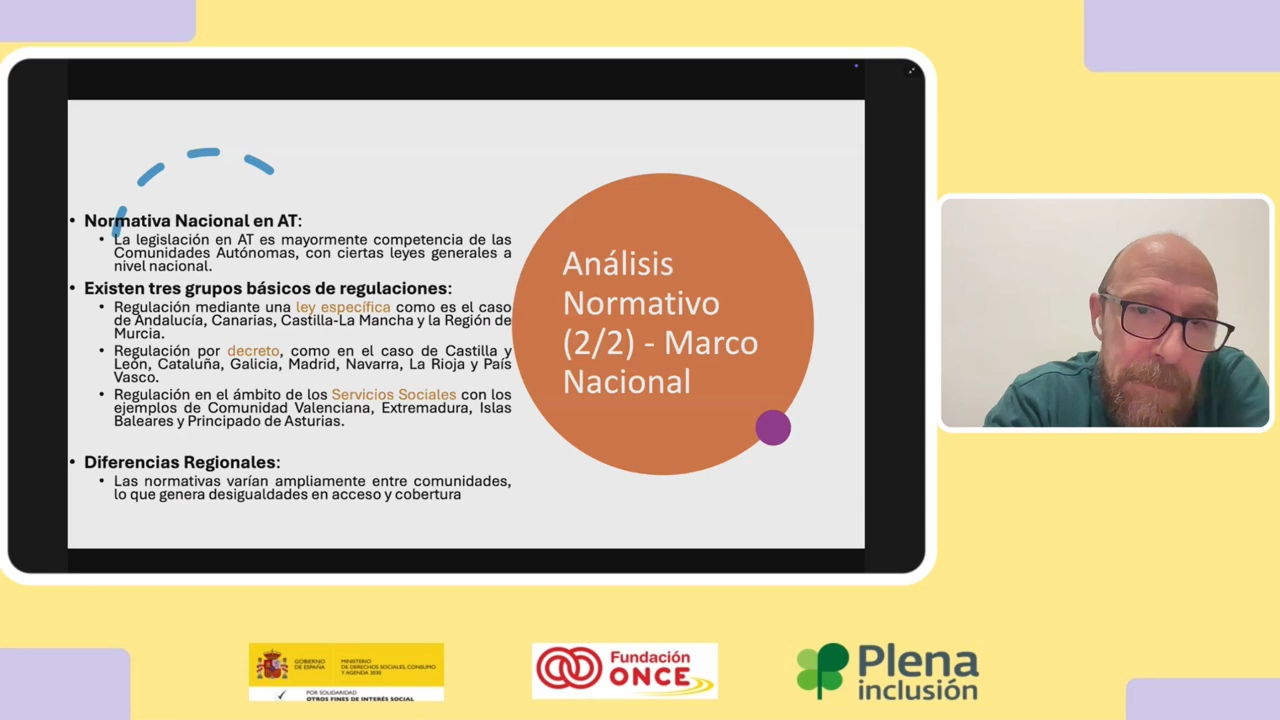 • Normativa Nacional en AT:
• La legislación en AT es mayormente competencia de las
Comunidades Autónomas, con ciertas leyes generales a
nivel nacional.
• Existen tres grupos básicos de regulaciones:
• Regulación mediante una ley específica como es el caso
de Andalucía, Canarias, Castilla-La Mancha y la Región de
Murcia.
• Regulación por decreto, como en el caso de Castilla y
León, Cataluña, Galicia, Madrid, Navarra, La Rioja y País
Vasco.
• Regulación en el ámbito de los Servicios Sociales con los
ejemplos de Comunidad Valenciana, Extremadura, Islas
Baleares y Principado de Asturias.
• Diferencias Regionales:
• Las normativas varían ampliamente entre comunidades,
lo que genera desigualdades en acceso y cobertura
Análisis
Normativo
(2/2) - Marco
Nacional
GOBIERNO
DE ESPAÑA
MINISTERIO
DE DERECHOS SOCIALES, CONSUMO
Y AGENDA 2030
POR SOLIDARIDAD
OTROS FINES DE INTERÉS SOCIAL
Fundación
ONCE
Plena
inclusión